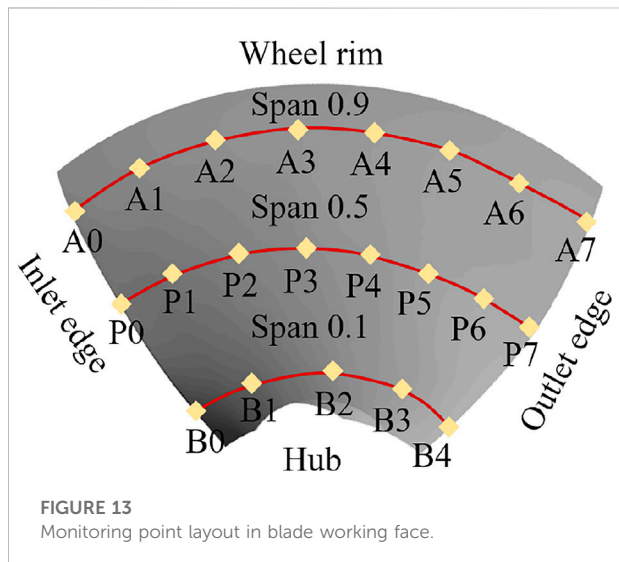 Wheel rim
Span 0.9
A0
A1
A2
A3
A4
A5
A6
A7
Span 0.5
P0
P1
P2
P3
P4
P5
P6
P7
Span 0.1
B0
B1
B2
B3
B4
Inlet edge
Outlet edge
Hub
FIGURE 13
Monitoring point layout in blade working face.